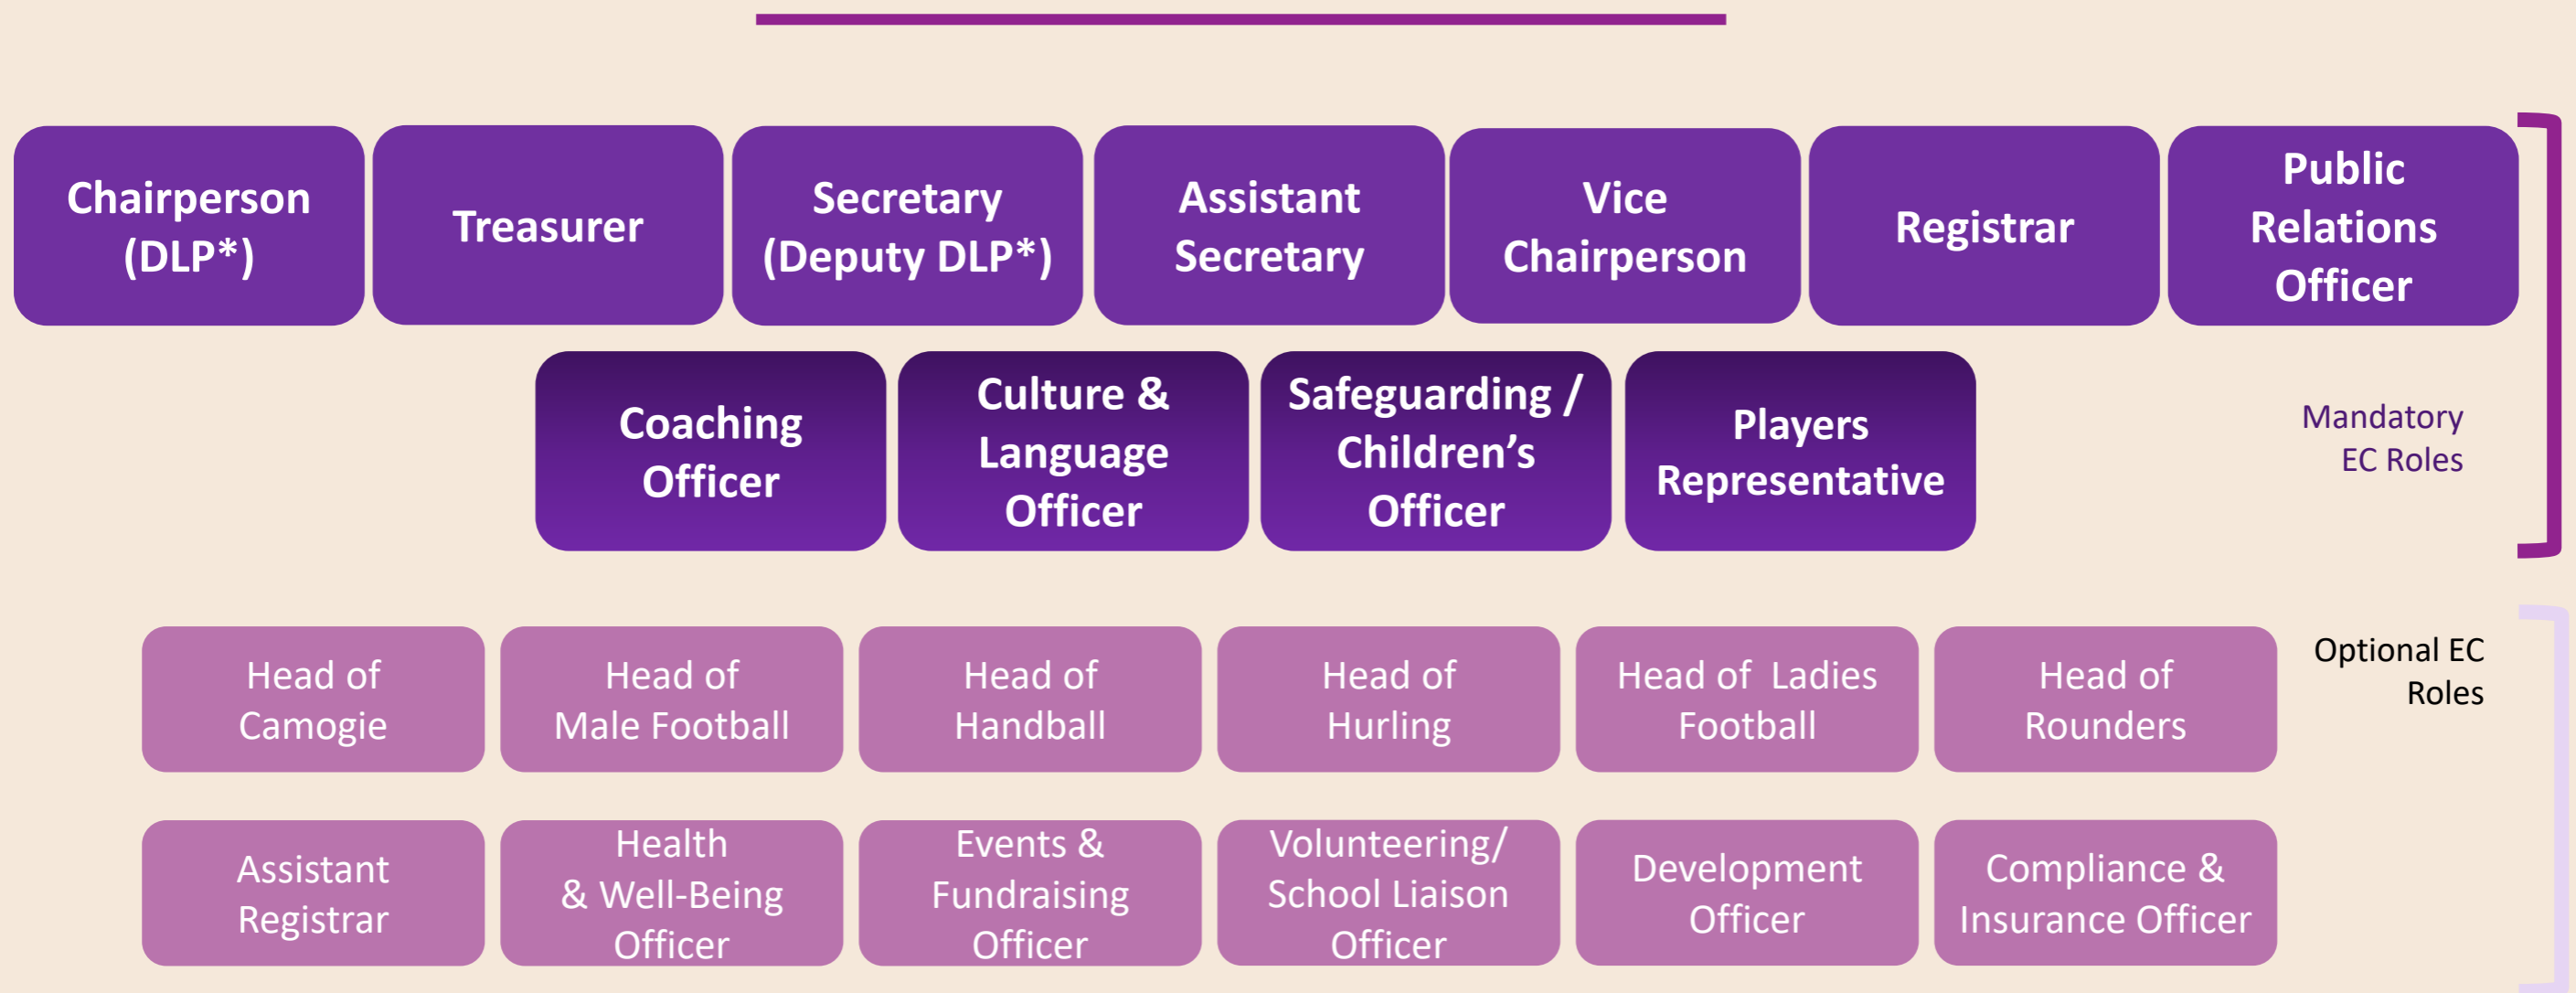 Chairperson
(DLP*)
Treasurer
Secretary
(Deputy DLP*)
Assistant
Secretary
Vice
Chairperson
Registrar
Public
Relations
Officer
Coaching
Officer
Culture &
Language
Officer
Safeguarding /
Children’s
Officer
Players
Representative
Mandatory
EC Roles
Head of
Camogie
Head of
Male Football
Head of
Handball
Head of
Hurling
Head of  Ladies
Football
Head of
Rounders
Optional EC
Roles
Assistant
Registrar
Health
& Well-Being
Officer
Events &
Fundraising
Officer
Volunteering/
School Liaison
Officer
Development
Officer
Compliance &
Insurance Officer